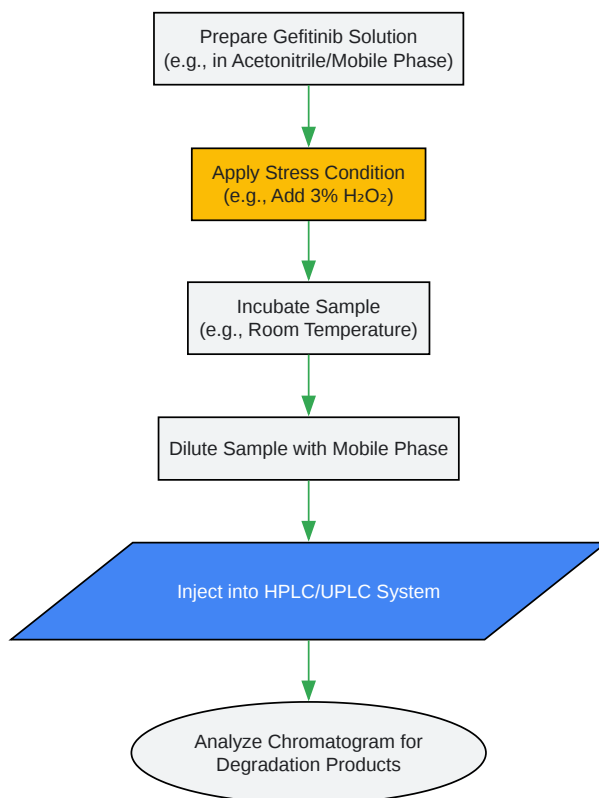 Prepare Gefitinib Solution
(e.g., in Acetonitrile/Mobile Phase)
Apply Stress Condition
(e.g., Add 3% H₂O₂)
Incubate Sample
(e.g., Room Temperature)
Dilute Sample with Mobile Phase
Inject into HPLC/UPLC System
Analyze Chromatogram for
Degradation Products